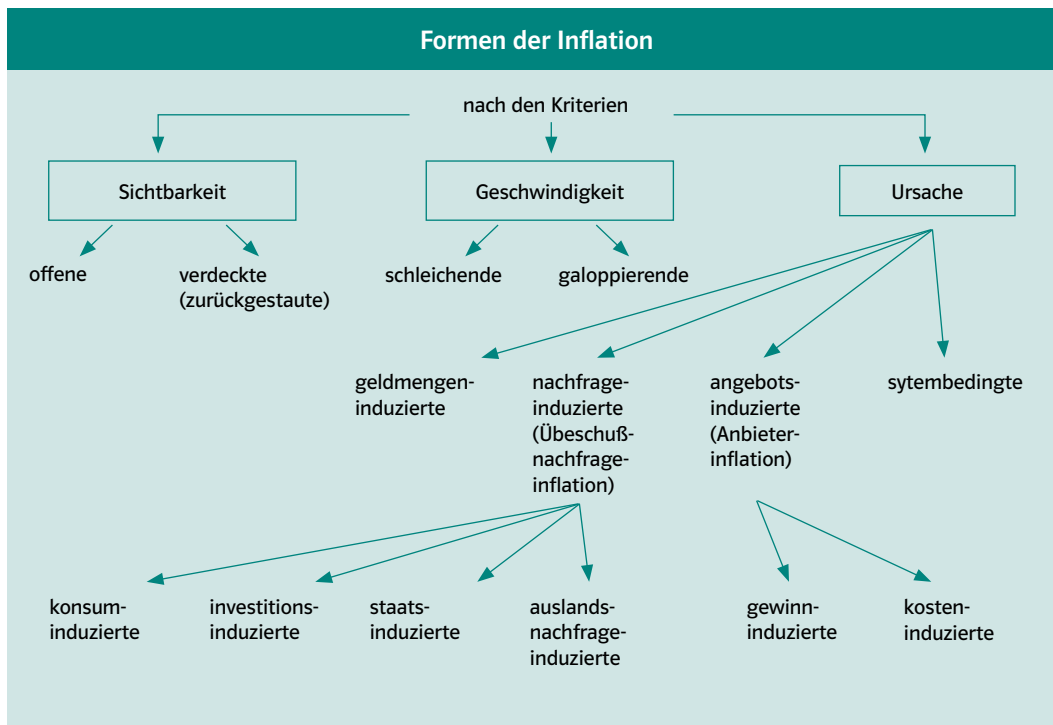 Formen der Inflation
nach den Kriterien
Sichtbarkeit
Geschwindigkeit
Ursache
offene
verdeckte
(zurückgestaute)
schleichende
galoppierende
geldmengen-
induzierte
nachfrage-
induzierte
(Übeschuß-
nachfrage-
inflation)
angebots-
induzierte
(Anbieter-
inflation)
sytembedingte
konsum-
induzierte
investitions-
induzierte
staats-
induzierte
auslands-
nachfrage-
induzierte
gewinn-
induzierte
kosten-
induzierte